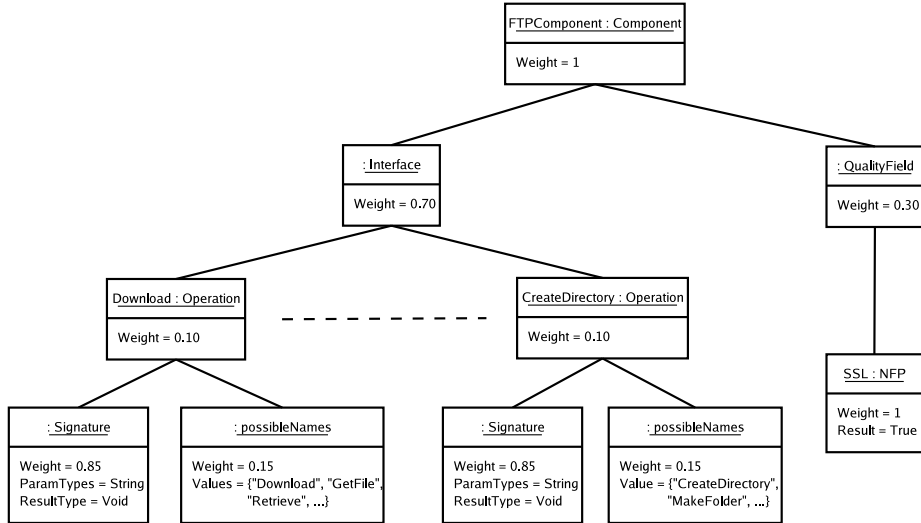 FTPComponent : Component
Weight = 1
: Interface
Weight = 0.70
: QualityField
Weight = 0.30
Download : Operation
Weight = 0.10
CreateDirectory : Operation
Weight = 0.10
SSL : NFP
Weight = 1
Result = True
: Signature
Weight = 0.85
ParamTypes = String
ResultType = Void
: possibleNames
Weight = 0.15
Values = {"Download", "GetFile",
"Retrieve", ...}
: Signature
Weight = 0.85
ParamTypes = String
ResultType = Void
: possibleNames
Weight = 0.15
Value = {"CreateDirectory",
"MakeFolder", ...}